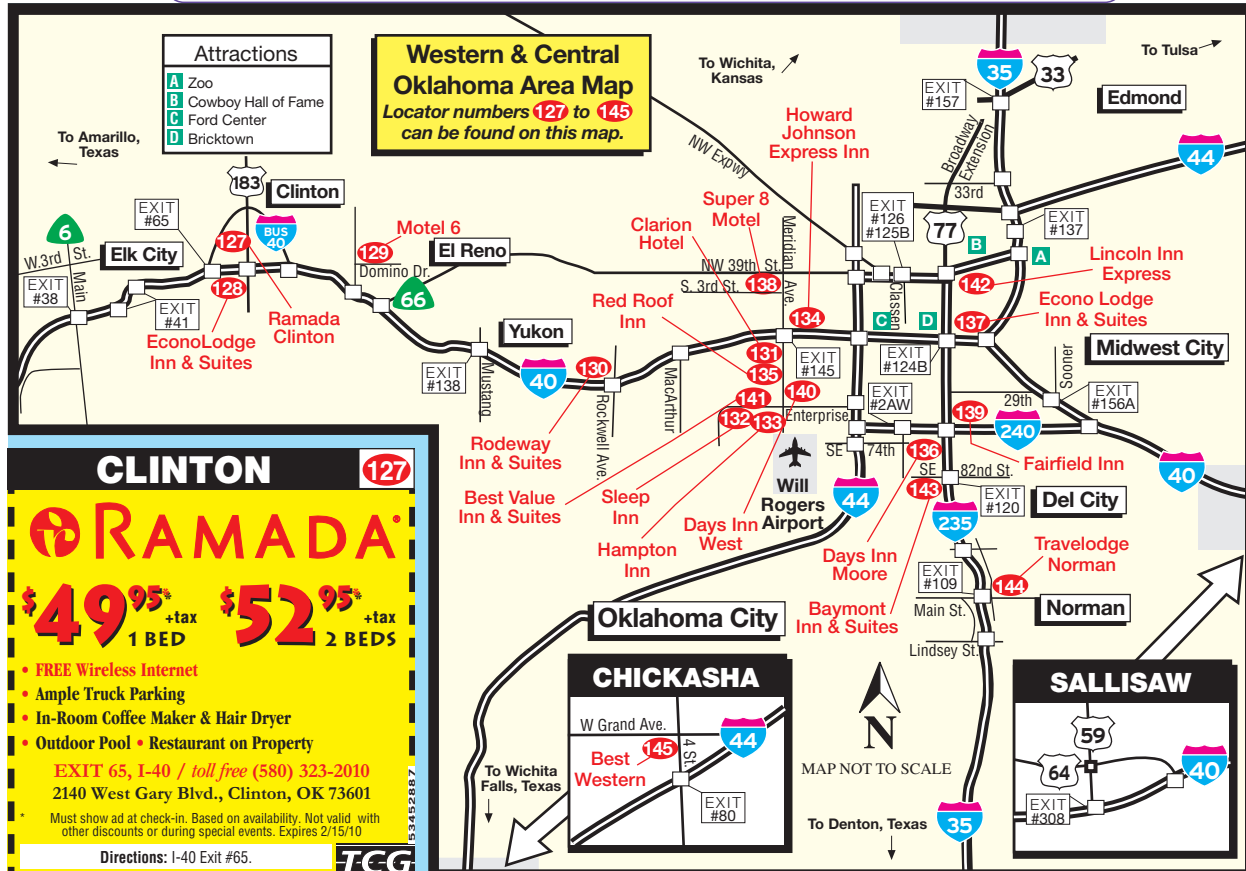 Attractions
A Zoo
B Cowboy Hall of Fame
C Ford Center
D Bricktown
Western & Central
Oklahoma Area Map
Locator numbers 127 to 145
can be found on this map.
To Wichita,
Kansas
To Tulsa
To Amarillo,
Texas
35
33
EXIT
#157
Edmond
Howard
Johnson
Express Inn
NW Expwy
Broadway
Extension
44
33rd
183
Clinton
EXIT
#65
BUS
40
127
6
W.3rd St.
Main
Elk City
EXIT
#38
EXIT
#41
128
EconoLodge
Inn & Suites
Ramada
Clinton
Motel 6
129
Domino Dr.
El Reno
66
Super 8
Motel
Clarion
Hotel
Meridian Ave.
NW 39th St.
S. 3rd St.
138
EXIT
#126
#125B
77
B
EXIT
#137
A
Lincoln Inn
Express
142
Classen
Red Roof
Inn
134
C
D
137
Econo Lodge
Inn & Suites
Yukon
EXIT
#138
Mustang
40
130
Rockwell Ave.
MacArthur
131
135
EXIT
#145
EXIT
#124B
Midwest City
Sooner
141
140
132
133
Enterprise
EXIT
#2AW
139
29th
EXIT
#156A
240
Rodeway
Inn & Suites
SE 74th
136
Fairfield Inn
40
Will
Rogers
Airport
44
SE 82nd St.
143
EXIT
#120
Del City
Best Value
Inn & Suites
Sleep
Inn
Hampton
Inn
Days Inn
West
Days Inn
Moore
235
Baymont
Inn & Suites
Travelodge
Norman
EXIT
#109
144
Main St.
Norman
Lindsey St.
Oklahoma City
CLINTON 127
RAMADA®
$49.95* +tax
1 BED
$52.95* +tax
2 BEDS
• FREE Wireless Internet
• Ample Truck Parking
• In-Room Coffee Maker & Hair Dryer
• Outdoor Pool • Restaurant on Property
EXIT 65, I-40 / toll free (580) 323-2010
2140 West Gary Blvd., Clinton, OK 73601
* Must show ad at check-in. Based on availability. Not valid with
other discounts or during special events. Expires 2/15/10
Directions: I-40 Exit #65.
53452887
TCG
To Wichita
Falls, Texas
CHICKASHA
W Grand Ave.
4 St.
44
145
Best
Western
EXIT
#80
N
MAP NOT TO SCALE
To Denton, Texas
35
SALLISAW
59
64
40
EXIT
#308